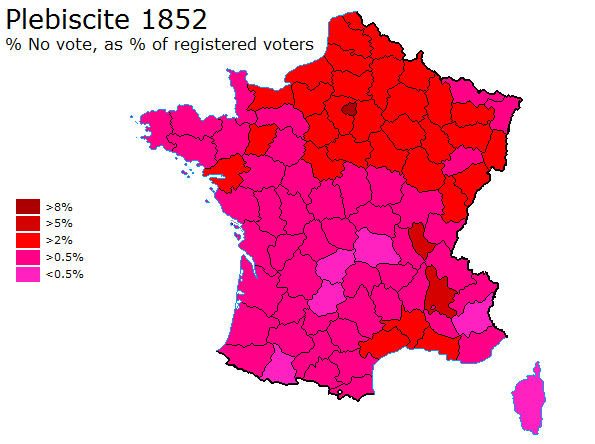 Plebiscite 1852
% No vote, as % of registered voters
>8%
>5%
>2%
>0.5%
<0.5%